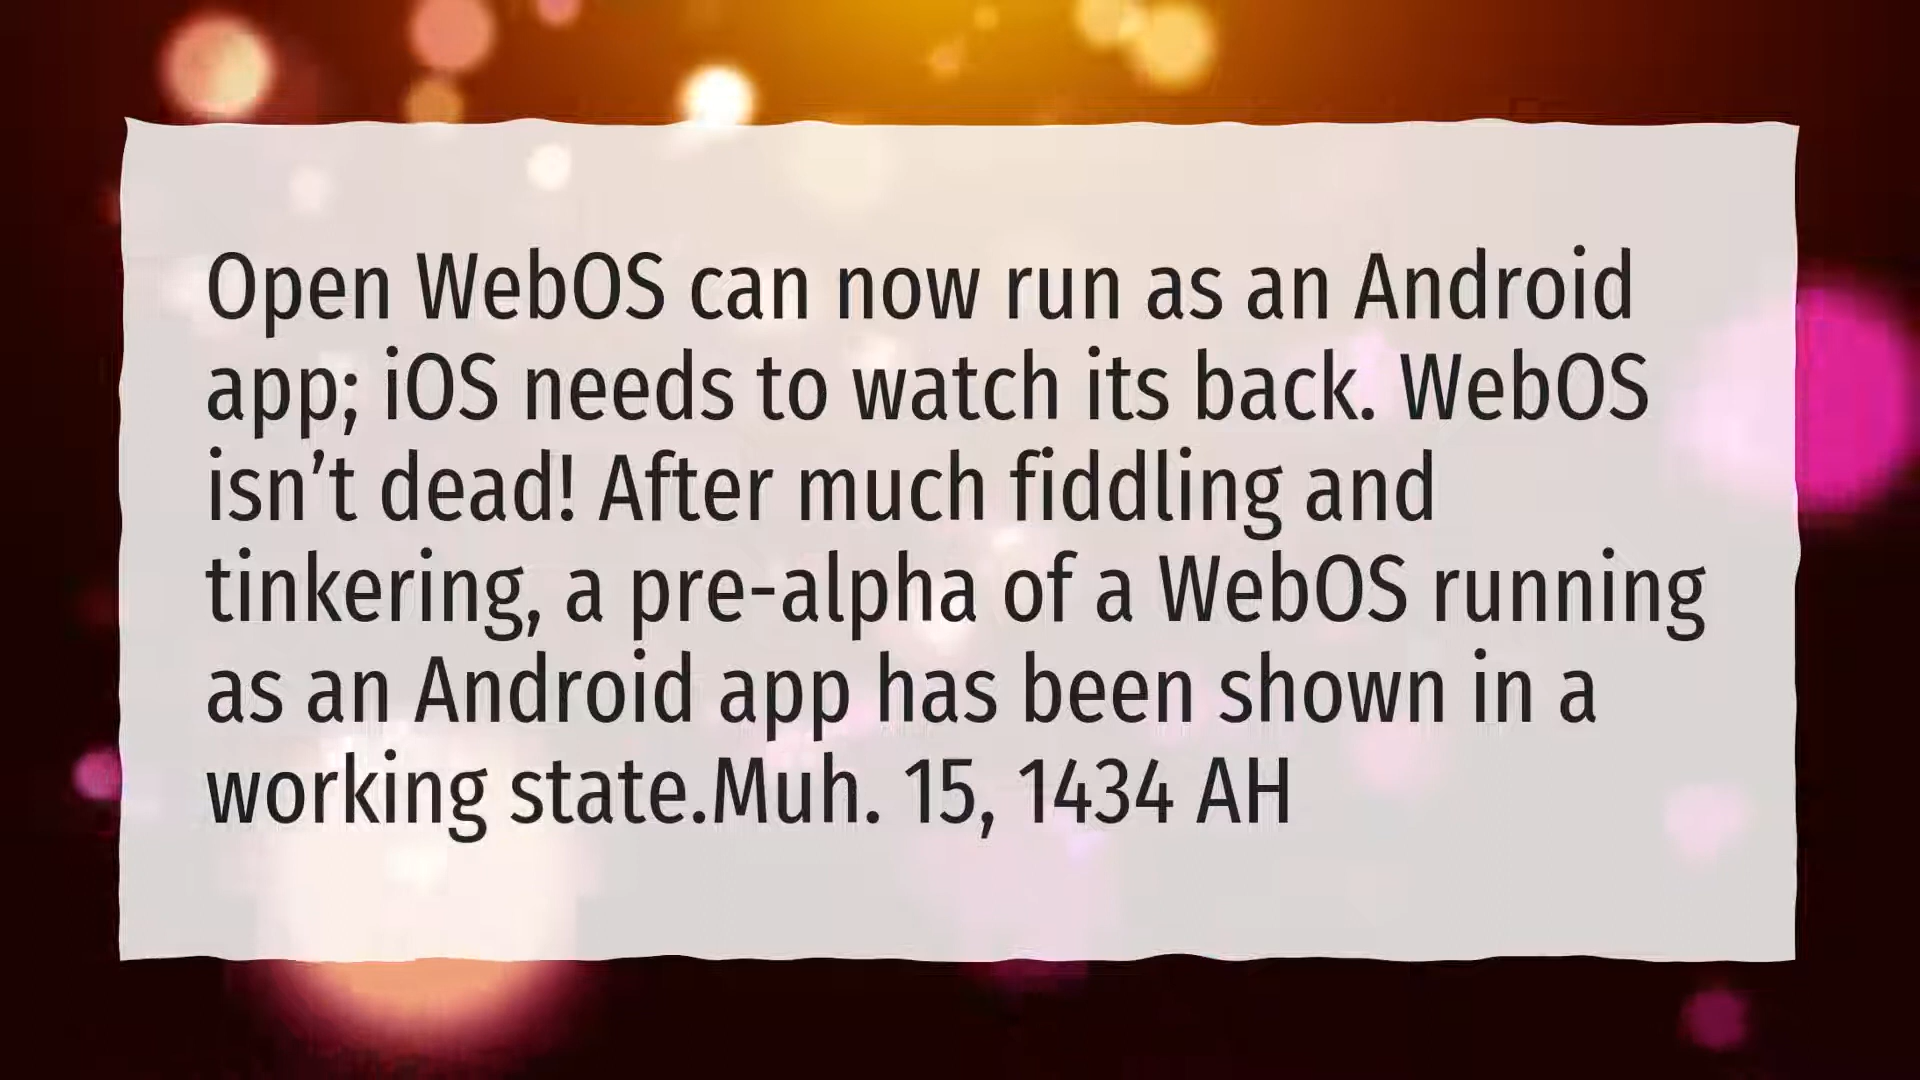 Open WebOS can now run as an Android
app; iOS needs to watch its back. WebOS
isn’t dead! After much fiddling and
tinkering, a pre-alpha of a WebOS running
as an Android app has been shown in a
working state.Muh. 15, 1434 AH